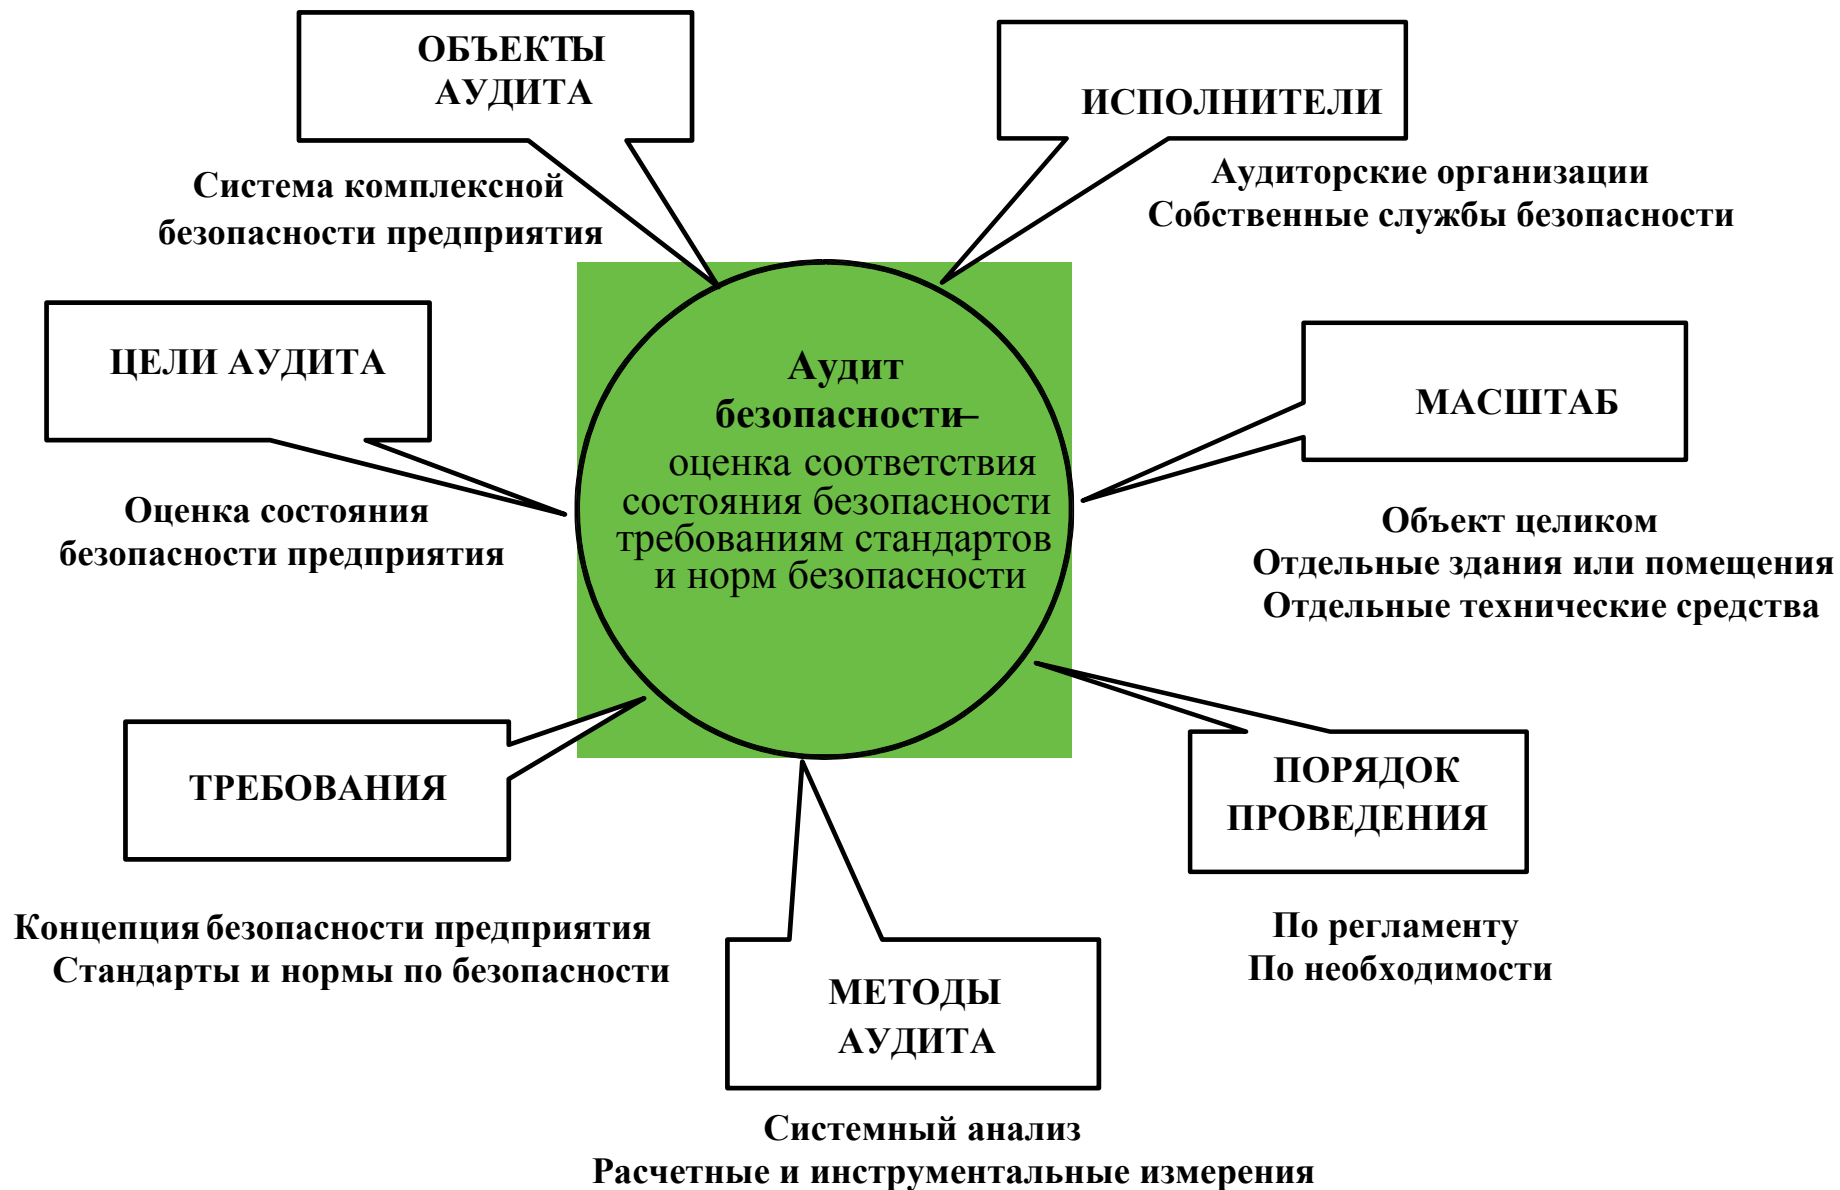 ОБЪЕКТЫ
АУДИТА
Система комплексной
безопасности предприятия
ИСПОЛНИТЕЛИ
Аудиторские организации
Собственные службы безопасности
ЦЕЛИ АУДИТА
Оценка состояния
безопасности предприятия
Аудит
безопасности–
оценка соответствия
состояния безопасности
требованиям стандартов
и норм безопасности
МАСШТАБ
Объект целиком
Отдельные здания или помещения
Отдельные технические средства
ТРЕБОВАНИЯ
Концепция безопасности предприятия
Стандарты и нормы по безопасности
МЕТОДЫ
АУДИТА
Системный анализ
Расчетные и инструментальные измерения
ПОРЯДОК
ПРОВЕДЕНИЯ
По регламенту
По необходимости